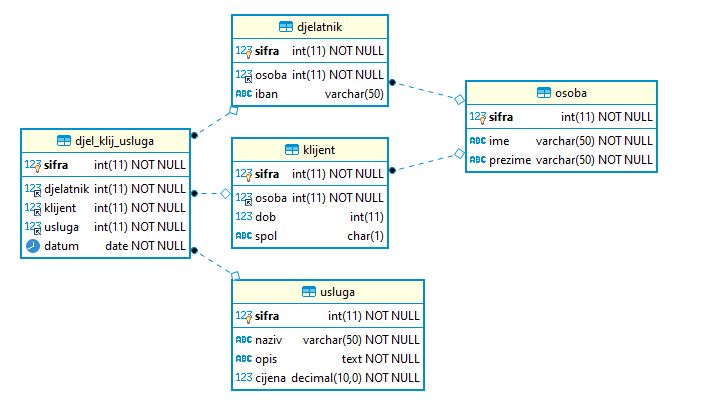 djelatnik
123 sifra int(11) NOT NULL
123 osoba int(11) NOT NULL
ABC iban varchar(50)
osoba
123 sifra int(11) NOT NULL
ABC ime varchar(50) NOT NULL
ABC prezime varchar(50) NOT NULL
djel_klij_usluga
123 sifra int(11) NOT NULL
123 djelatnik int(11) NOT NULL
123 klijent int(11) NOT NULL
123 usluga int(11) NOT NULL
datum date NOT NULL
klijent
123 sifra int(11) NOT NULL
123 osoba int(11) NOT NULL
123 dob int(11)
ABC spol char(1)
usluga
123 sifra int(11) NOT NULL
ABC naziv varchar(50) NOT NULL
ABC opis text NOT NULL
123 cijena decimal(10,0) NOT NULL